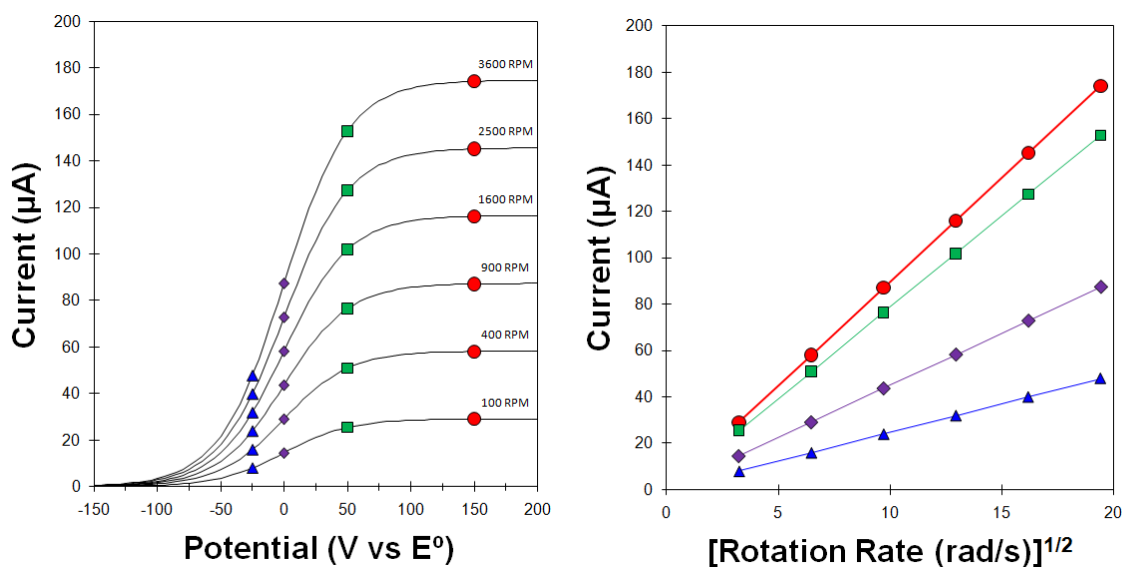 200
180
160
140
120
100
80
60
40
20
0
Current (µA)
3600 RPM
2500 RPM
1600 RPM
900 RPM
400 RPM
100 RPM
-150 -100 -50 0 50 100 150 200
Potential (V vs Eº)
200
180
160
140
120
100
80
60
40
20
0
Current (µA)
0 5 10 15 20
[Rotation Rate (rad/s)]¹/²